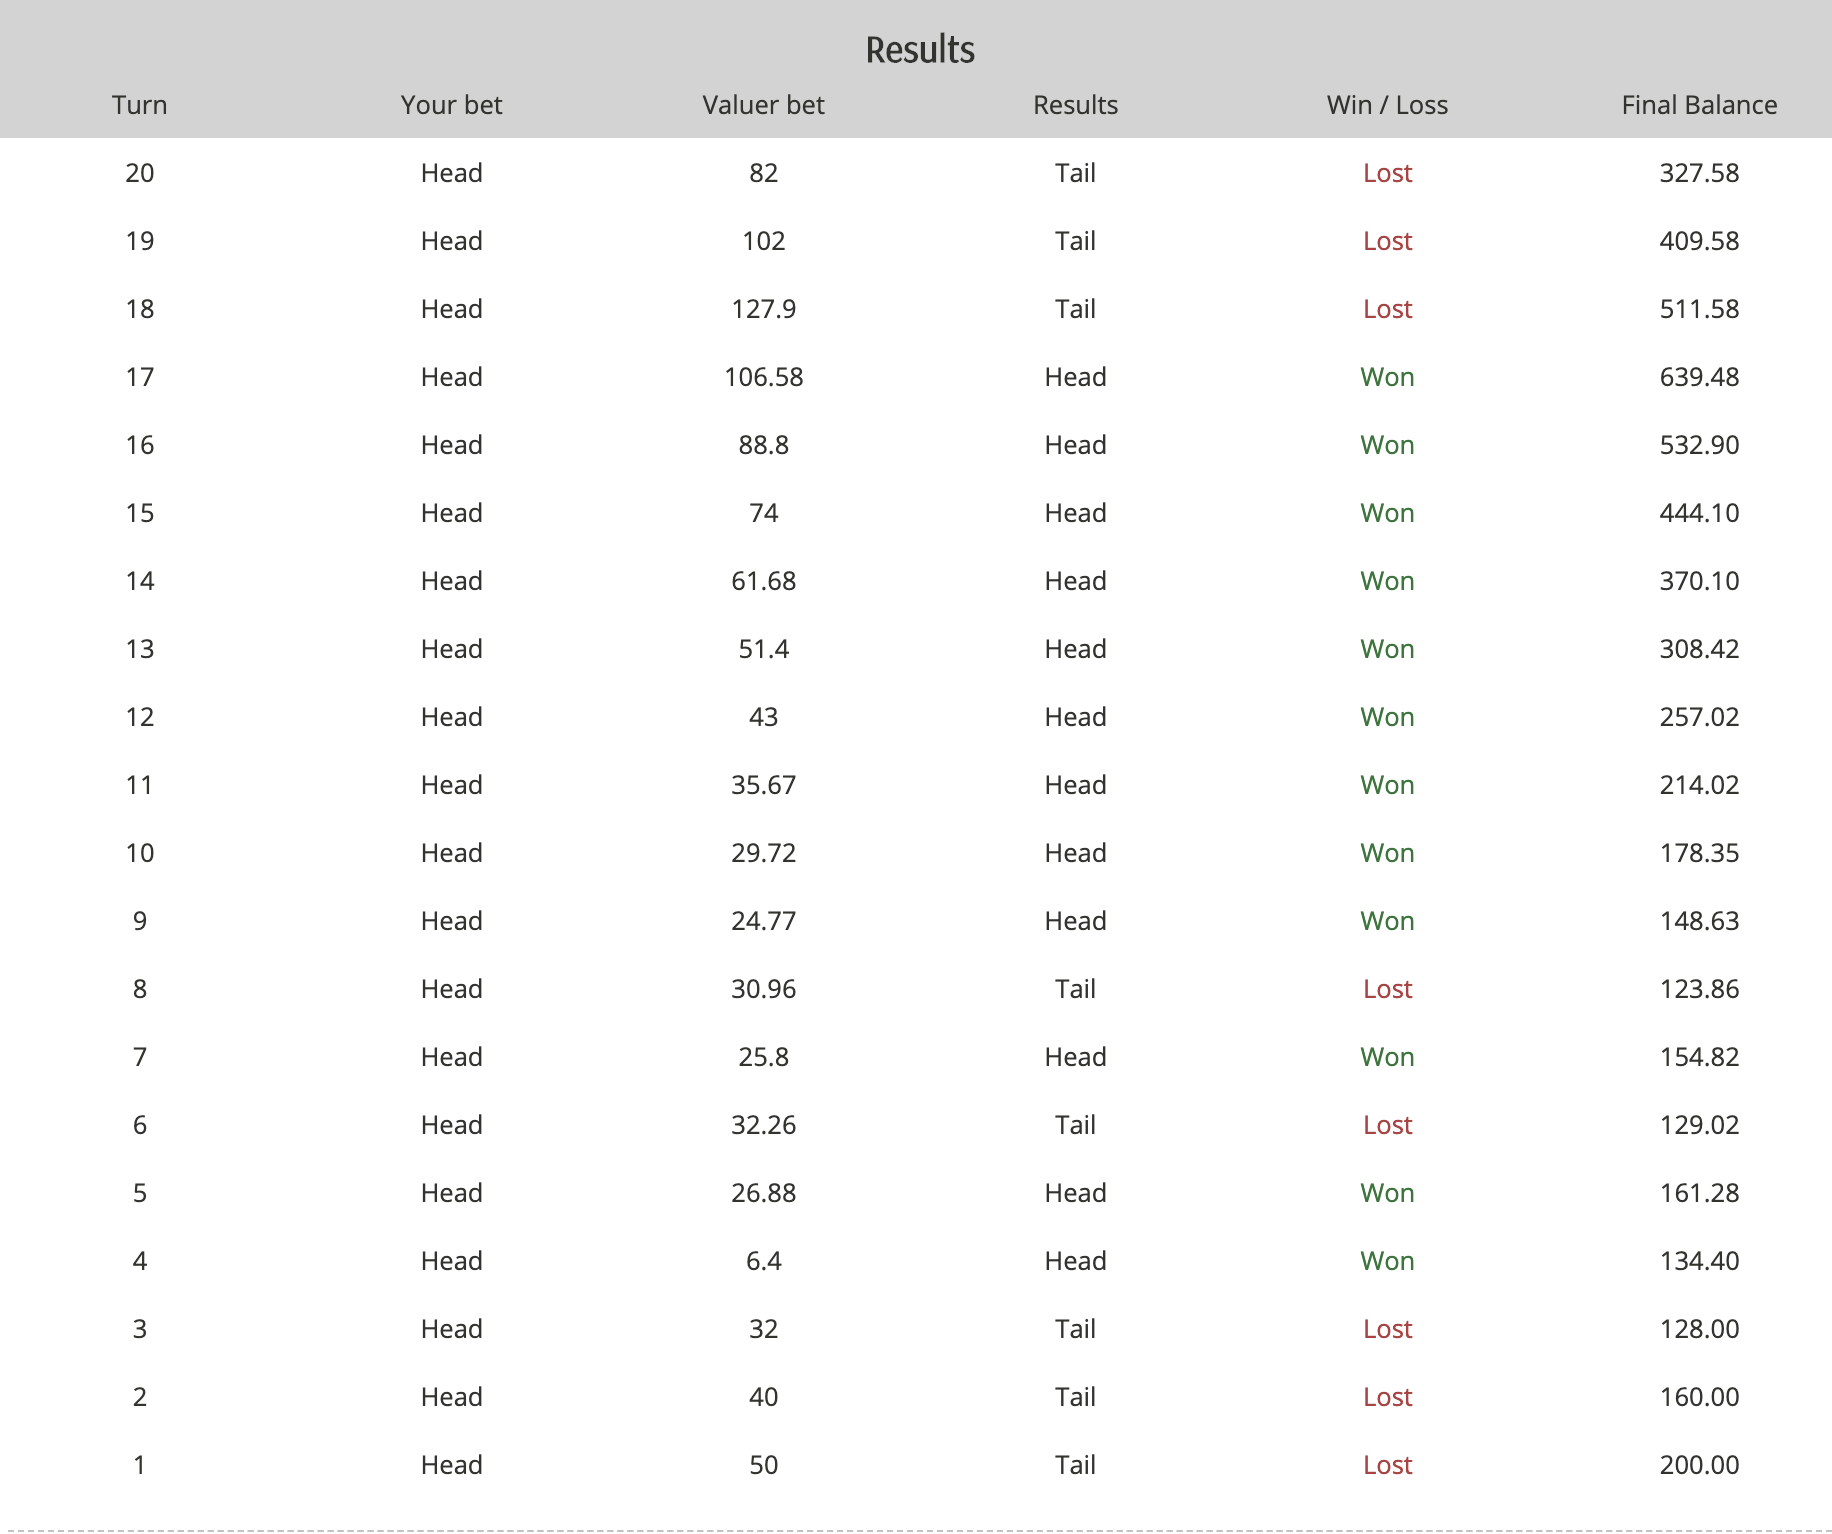 Results
Turn Your bet Valuer bet Results Win / Loss Final Balance
20 Head 82 Tail Lost 327.58
19 Head 102 Tail Lost 409.58
18 Head 127.9 Tail Lost 511.58
17 Head 106.58 Head Won 639.48
16 Head 88.8 Head Won 532.90
15 Head 74 Head Won 444.10
14 Head 61.68 Head Won 370.10
13 Head 51.4 Head Won 308.42
12 Head 43 Head Won 257.02
11 Head 35.67 Head Won 214.02
10 Head 29.72 Head Won 178.35
9 Head 24.77 Head Won 148.63
8 Head 30.96 Tail Lost 123.86
7 Head 25.8 Head Won 154.82
6 Head 32.26 Tail Lost 129.02
5 Head 26.88 Head Won 161.28
4 Head 6.4 Head Won 134.40
3 Head 32 Tail Lost 128.00
2 Head 40 Tail Lost 160.00
1 Head 50 Tail Lost 200.00